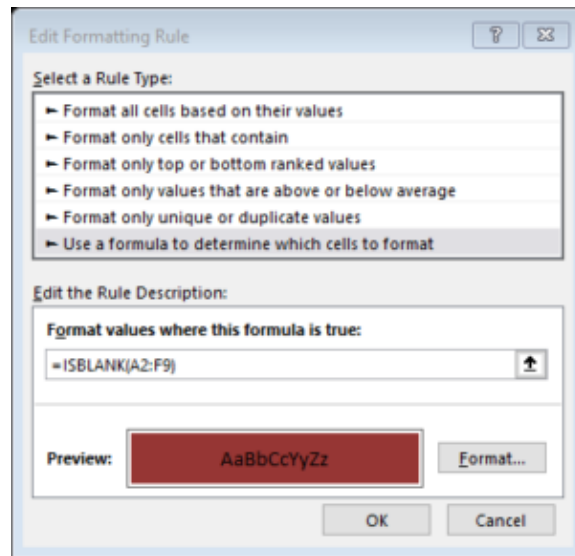 Edit Formatting Rule
Select a Rule Type:
► Format all cells based on their values
► Format only cells that contain
► Format only top or bottom ranked values
► Format only values that are above or below average
► Format only unique or duplicate values
► Use a formula to determine which cells to format
Edit the Rule Description:
Format values where this formula is true:
=ISBLANK(A2:F9)
Preview:
AaBbCcYyZz
Format...
OK
Cancel